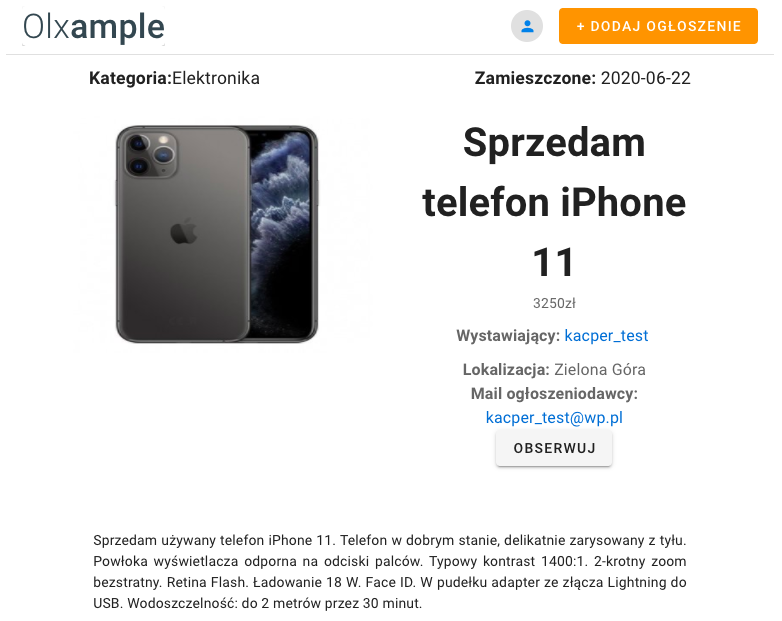 Olxample
+ DODAJ OGŁOSZENIE
Kategoria:Elektronika
Zamieszczone: 2020-06-22
Sprzedam
telefon iPhone
11
3250zł
Wystawiający: kacper_test
Lokalizacja: Zielona Góra
Mail ogłoszeniodawcy:
kacper_test@wp.pl
OBSERWUJ
Sprzedam używany telefon iPhone 11. Telefon w dobrym stanie, delikatnie zarysowany z tyłu.
Powłoka wyświetlacza odporna na odciski palców. Typowy kontrast 1400:1. 2-krotny zoom
bezstratny. Retina Flash. Ładowanie 18 W. Face ID. W pudełku adapter ze złącza Lightning do
USB. Wodoszczelność: do 2 metrów przez 30 minut.